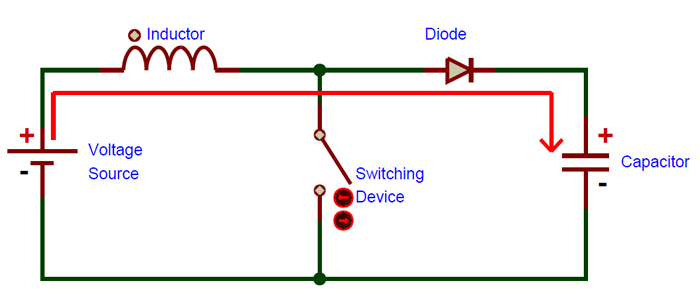 Inductor
Diode
+
Voltage
Source
-
Switching
Device
+
Capacitor
-